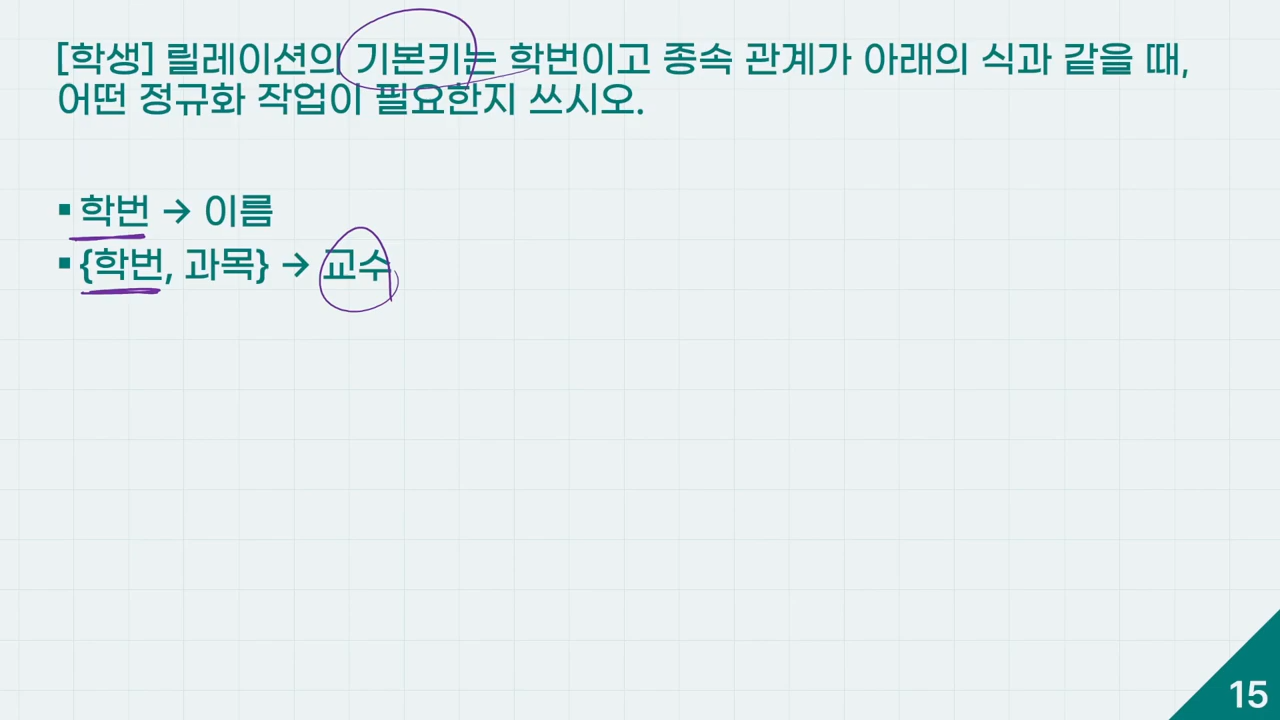 [학생] 릴레이션의 기본키는 학번이고 종속 관계가 아래의 식과 같을 때,
어떤 정규화 작업이 필요한지 쓰시오.
▪ 학번 → 이름
▪ {학번, 과목} → 교수
15